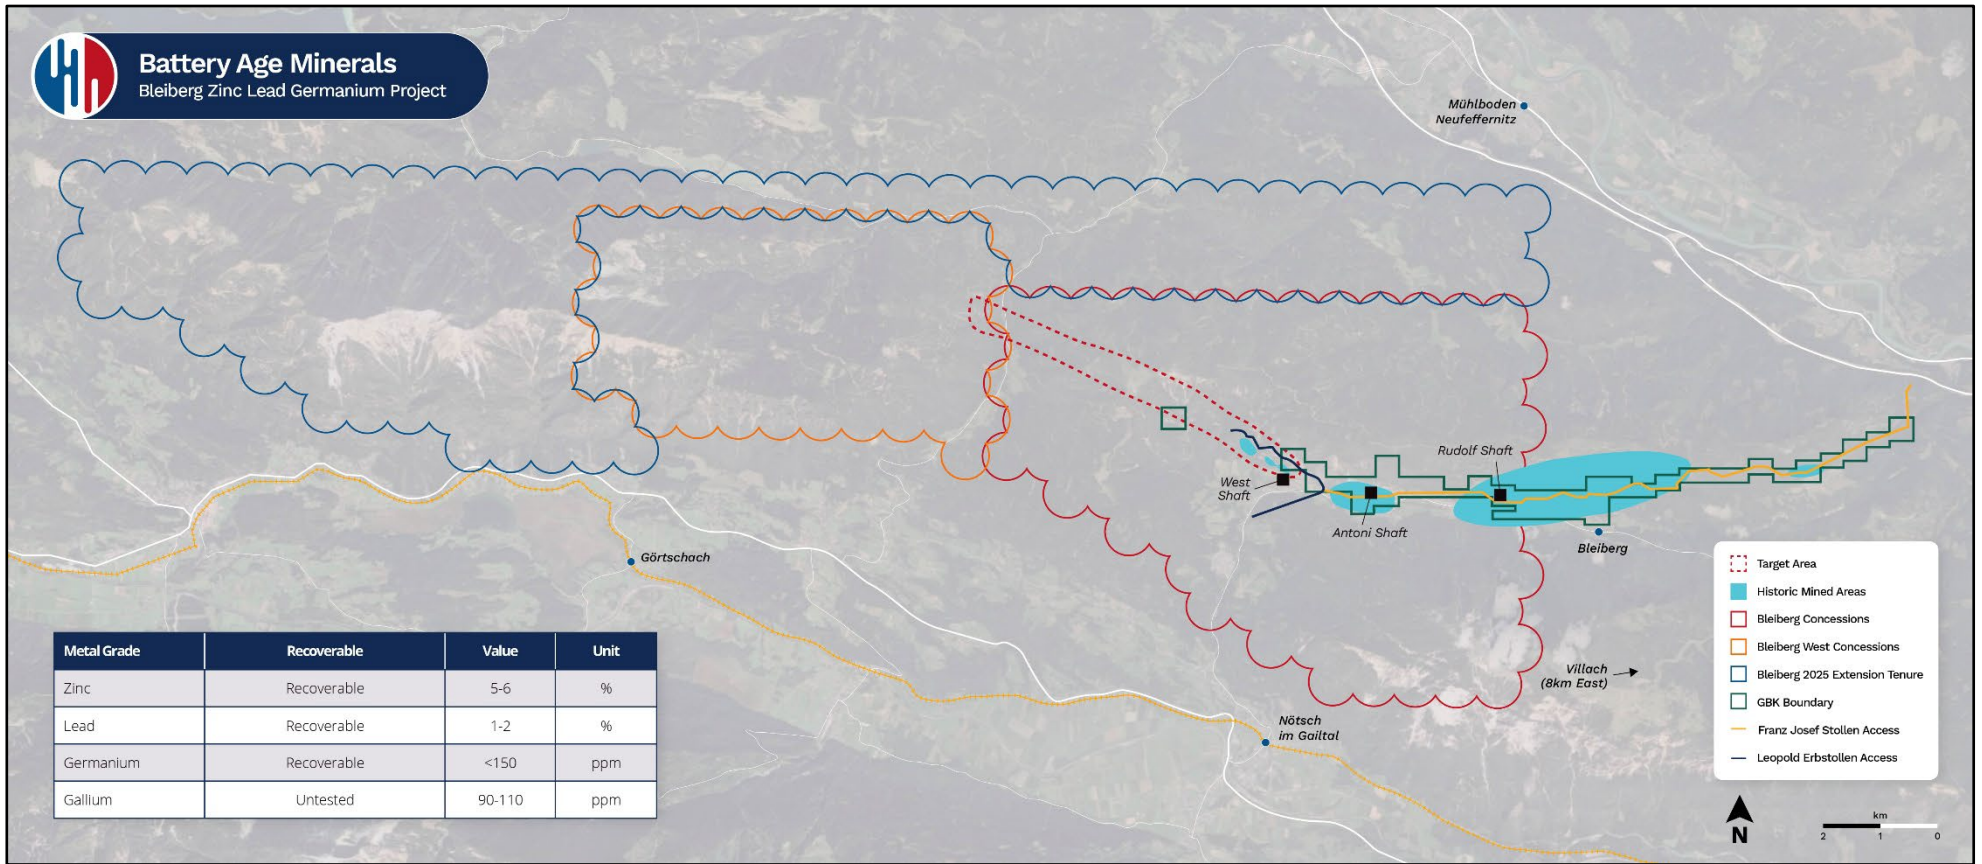 Battery Age Minerals
Bleiberg Zinc Lead Germanium Project
Mühlboden
Neufeffernitz
Rudolf Shaft
West
Shaft
Antoni Shaft
Bleiberg
Görtschach
Villach
(8km East)
Nötsch
im Gailtal
Metal Grade Recoverable Value Unit
Zinc Recoverable 5-6 %
Lead Recoverable 1-2 %
Germanium Recoverable <150 ppm
Gallium Untested 90-110 ppm
Target Area
Historic Mined Areas
Bleiberg Concessions
Bleiberg West Concessions
Bleiberg 2025 Extension Tenure
GBK Boundary
Franz Josef Stollen Access
Leopold Erbstollen Access
N
km
2 1 0